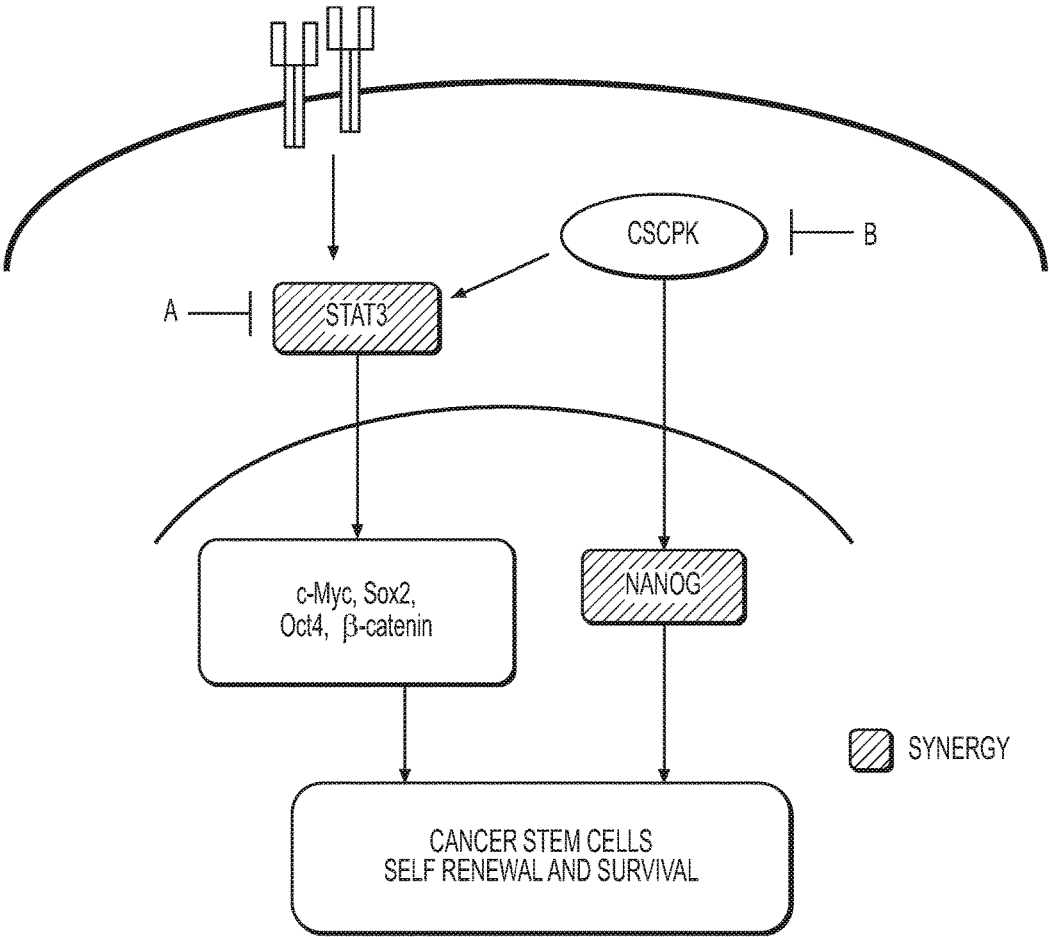 CSCPK
B
A
STAT3
c-Myc, Sox2,
Oct4, β-catenin
NANOG
SYNERGY
CANCER STEM CELLS
SELF RENEWAL AND SURVIVAL